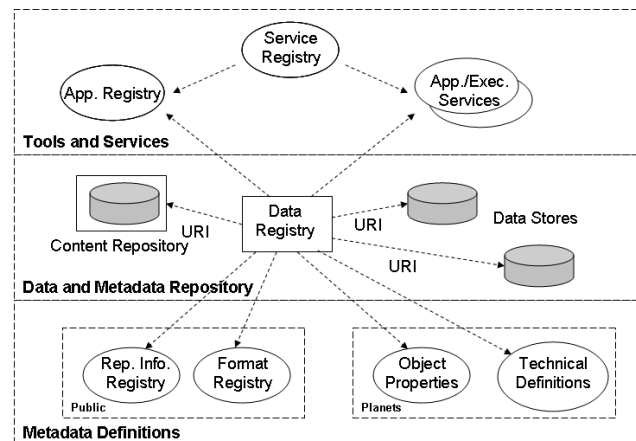 Service
Registry
App. Registry
App./Exec.
Services
Tools and Services
Data
Registry
URI
URI
Data Stores
Content Repository
URI
Data and Metadata Repository
Rep. Info.
Registry
Format
Registry
Object
Properties
Technical
Definitions
Public
Planets
Metadata Definitions